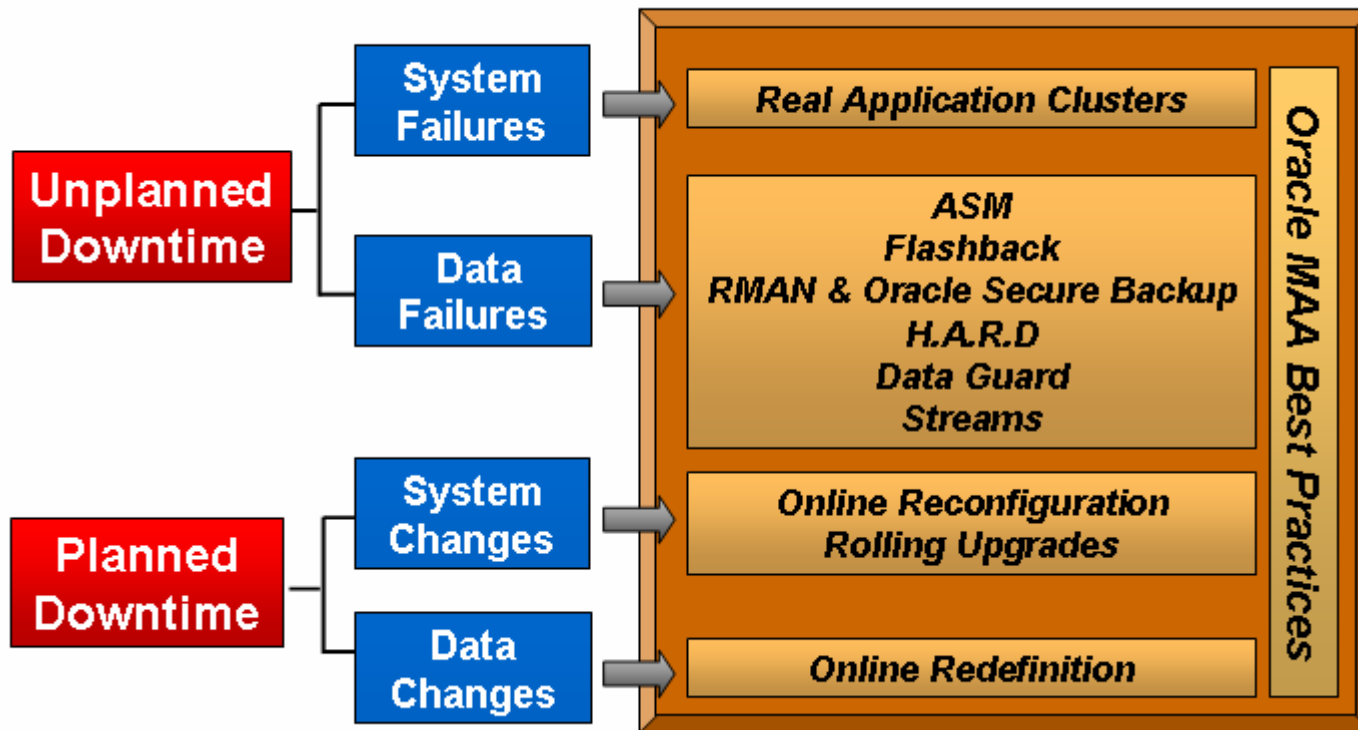 Unplanned
Downtime
System
Failures
Data
Failures
Real Application Clusters
ASM
Flashback
RMAN & Oracle Secure Backup
H.A.R.D
Data Guard
Streams
Planned
Downtime
System
Changes
Data
Changes
Online Reconfiguration
Rolling Upgrades
Online Redefinition
Oracle MAA Best Practices